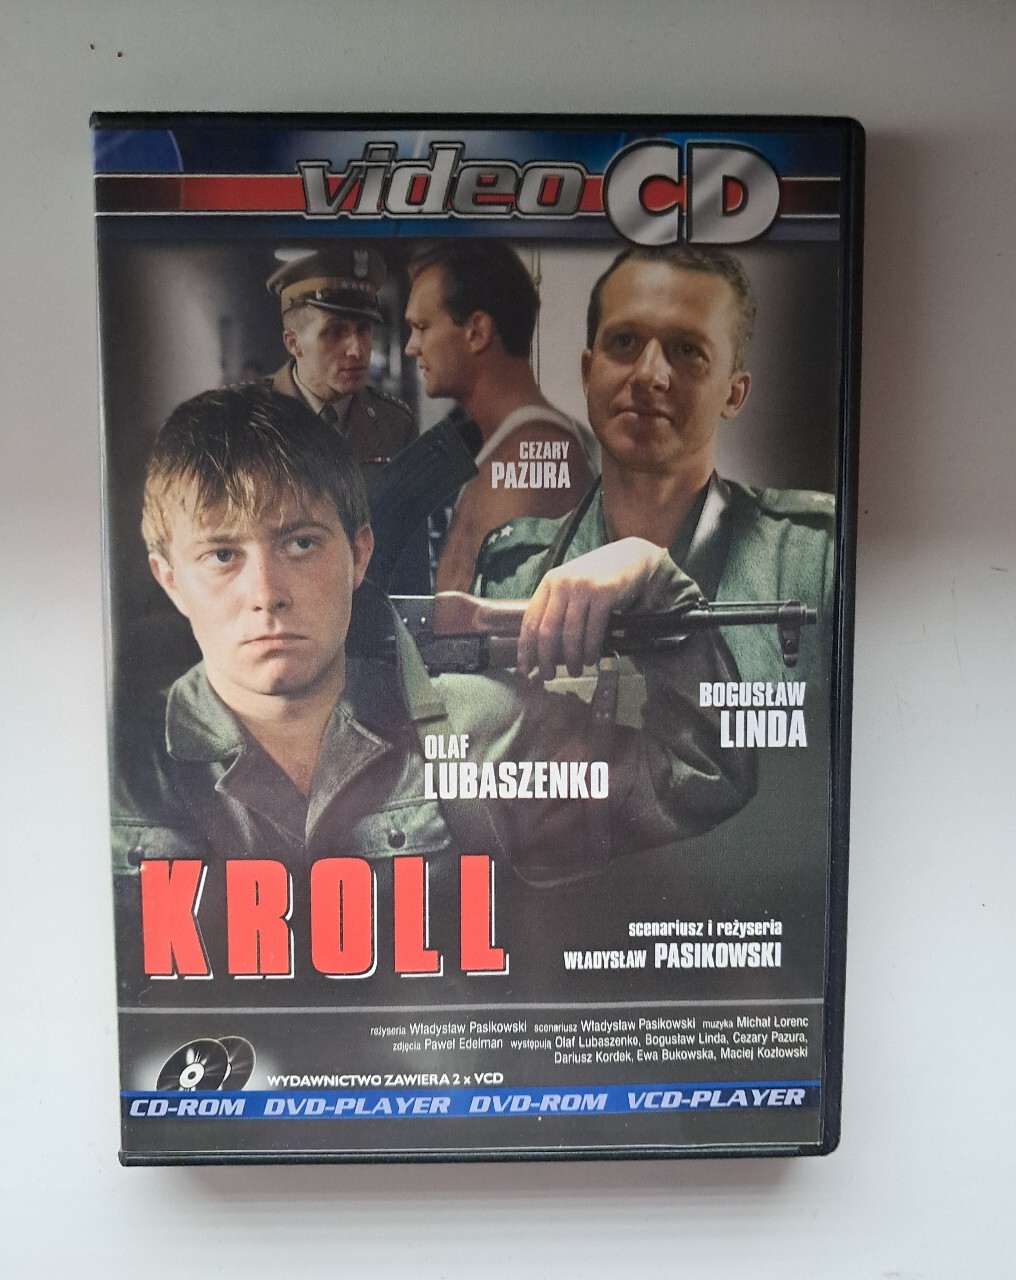 video CD
CEZARY
PAZURA
BOGUSŁAW
LINDA
OLAF
LUBASZENKO
KROLL
scenariusz i reżyseria
WŁADYSŁAW PASIKOWSKI
reżyseria Władysław Pasikowski scenariusz Władysław Pasikowski muzyka Michał Lorenc
zdjęcia Paweł Edelman występują Olaf Lubaszenko, Bogusław Linda, Cezary Pazura,
Dariusz Kordek, Ewa Bukowska, Maciej Kozłowski
WYDAWNICTWO ZAWIERA 2 x VCD
CD-ROM DVD-PLAYER DVD-ROM VCD-PLAYER